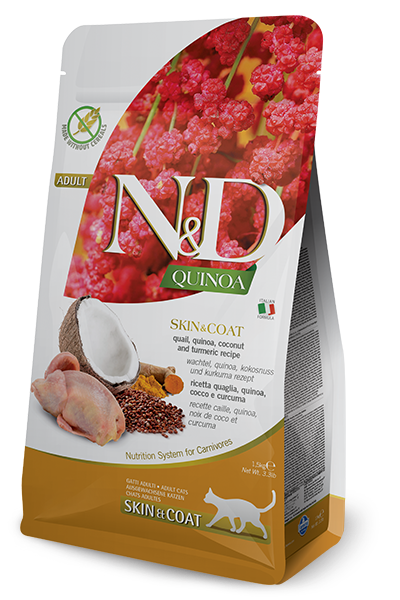 MADE WITHOUT CEREALS
ADULT
N&D
QUINOA
ITALIAN
FORMULA
SKIN&COAT
quail, quinoa, coconut
and turmeric recipe
wachtel, quinoa, kokosnuss
und kurkuma rezept
ricetta quaglia, quinoa,
cocco e curcuma
recette caille, quinoa,
noix de coco et
curcuma
Nutrition System for Carnivores
1.5kg e
Net Wt. 3.3lb
GATTI ADULTI • ADULT CATS
AUSGEWACHSENE KATZEN
CHATS ADULTES
SKIN&COAT